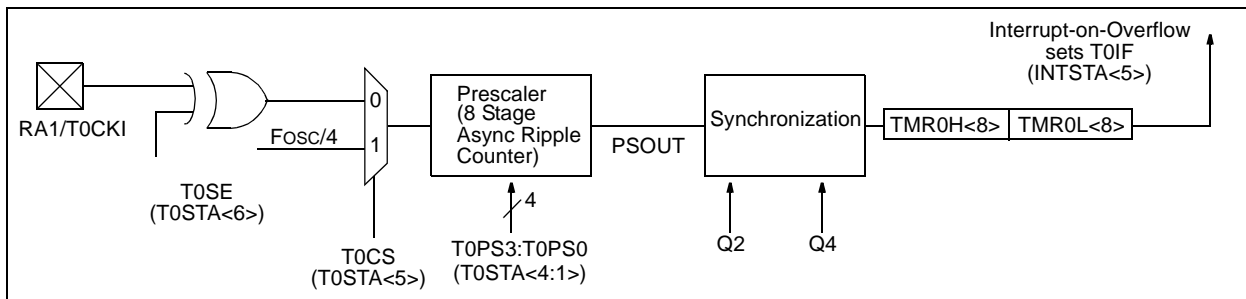 Interrupt-on-Overflow
sets T0IF
(INTSTA<5>)
RA1/T0CKI
0
1
FOSC/4
T0SE
(T0STA<6>)
T0CS
(T0STA<5>)
Prescaler
(8 Stage
Async Ripple
Counter)
4
T0PS3:T0PS0
(T0STA<4:1>)
PSOUT
Synchronization
Q2
Q4
TMR0H<8>
TMR0L<8>